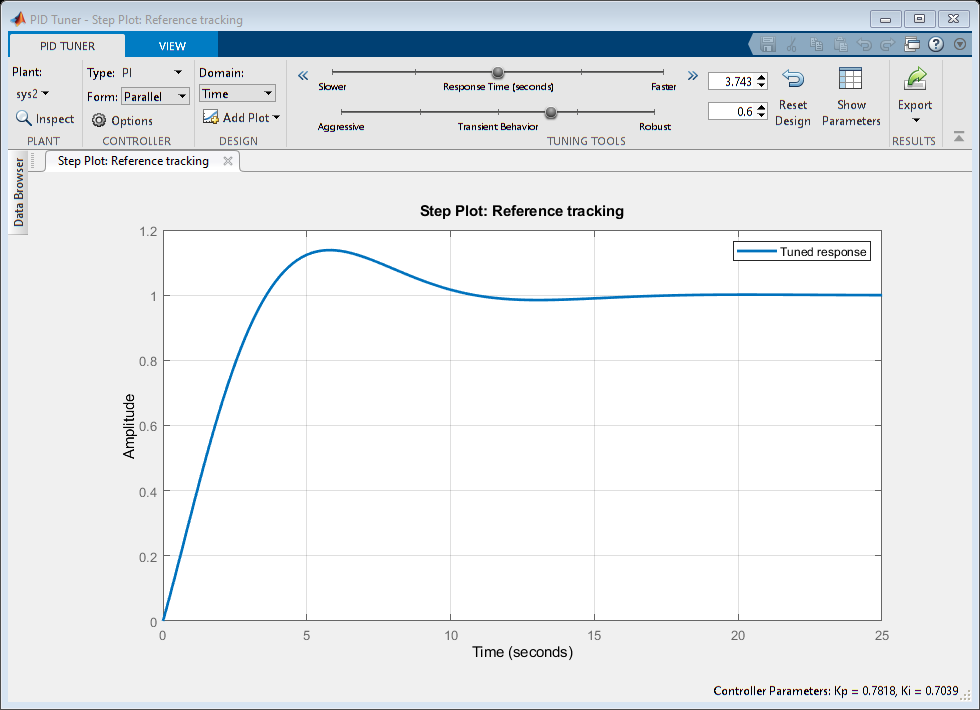 PID Tuner - Step Plot: Reference tracking
PID TUNER VIEW
Plant: Type: PI Domain:
sys2 Form: Parallel Time
Inspect Options Add Plot
PLANT CONTROLLER DESIGN
Slower Response Time (seconds) Faster 3.743
Aggressive Transient Behavior Robust 0.6
Reset Design
Show Parameters
Export
TUNING TOOLS RESULTS
Data Browser
Step Plot: Reference tracking
Step Plot: Reference tracking
Tuned response
1.2
1
0.8
0.6
0.4
0.2
0
Amplitude
0 5 10 15 20 25
Time (seconds)
Controller Parameters: Kp = 0.7818, Ki = 0.7039